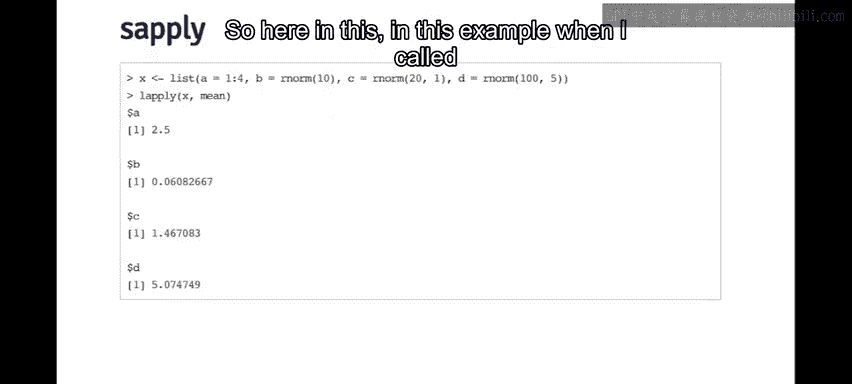 sapply
So here in this, in this example when I
called
> x <- list(a = 1:4, b = rnorm(10), c = rnorm(20, 1), d = rnorm(100, 5))
> lapply(x, mean)
$a
[1] 2.5
$b
[1] 0.06082667
$c
[1] 1.467083
$d
[1] 5.074749